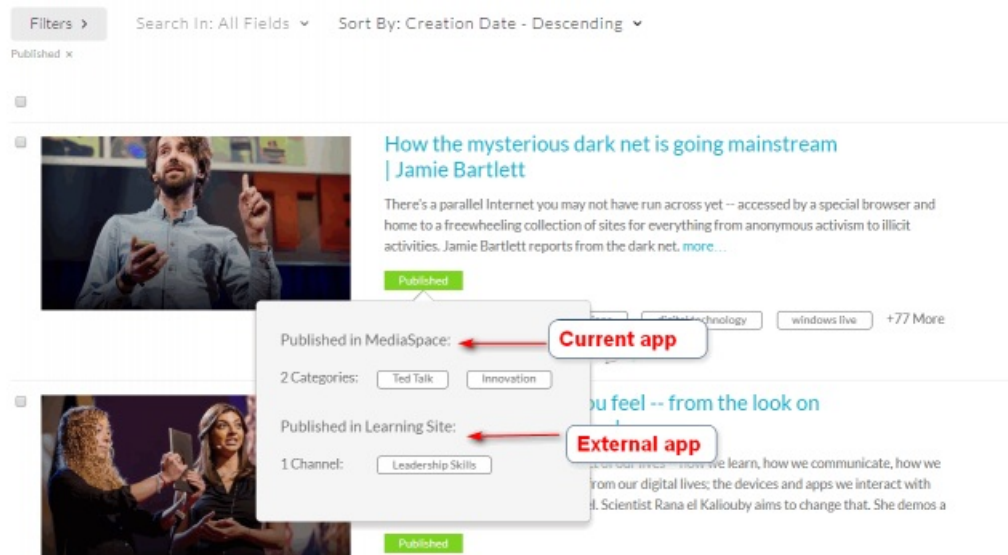 Filters >
Search In: All Fields
Sort By: Creation Date - Descending
Published ×
How the mysterious dark net is going mainstream
| Jamie Bartlett
There's a parallel Internet you may not have run across yet -- accessed by a special browser and
home to a freewheeling collection of sites for everything from anonymous activism to illicit
activities. Jamie Bartlett reports from the dark net. more...
Published
technology
windows live
+77 More
Published in MediaSpace:
Current app
2 Categories:
Ted Talk
Innovation
feel -- from the look on
Published in Learning Site:
External app
1 Channel:
Leadership Skills
we learn, how we communicate, how we
from our digital lives; the devices and apps we interact with
Scientist Rana el Kaliouby aims to change that. She demos a
Published